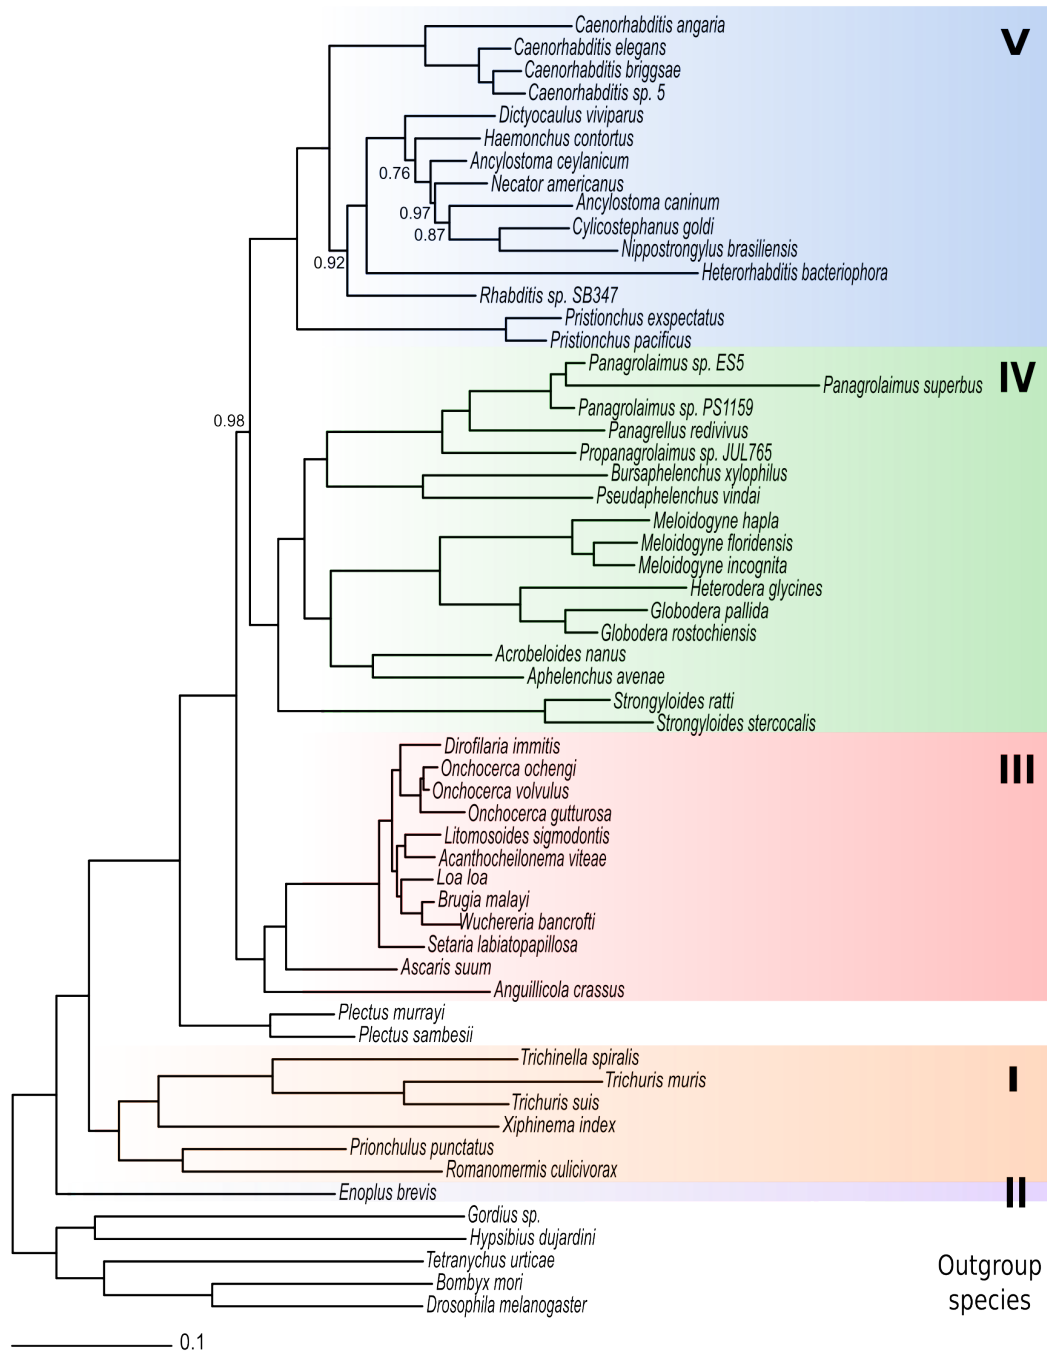 Caenorhabditis angaria
V
Caenorhabditis elegans
Caenorhabditis briggsae
Caenorhabditis sp. 5
Dictyocaulus viviparus
Haemonchus contortus
Ancylostoma ceylanicum
0.76
Necator americanus
Ancylostoma caninum
0.97
Cylicostephanus goldi
0.87
Nippostrongylus brasiliensis
0.92
Heterorhabditis bacteriophora
Rhabditis sp. SB347
Pristionchus exspectatus
Pristionchus pacificus
Panagrolaimus sp. ES5
IV
Panagrolaimus superbus
Panagrolaimus sp. PS1159
0.98
Panagrellus redivivus
Propanagrolaimus sp. JUL765
Bursaphelenchus xylophilus
Pseudaphelenchus vindai
Meloidogyne hapla
Meloidogyne floridensis
Meloidogyne incognita
Heterodera glycines
Globodera pallida
Globodera rostochiensis
Acrobeloides nanus
Aphelenchus avenae
Strongyloides ratti
Strongyloides stercocalis
Dirofilaria immitis
III
Onchocerca ochengi
Onchocerca volvulus
Onchocerca gutturosa
Litomosoides sigmodontis
Acanthocheilonema viteae
Loa loa
Brugia malayi
Wuchereria bancrofti
Setaria labiatopapillosa
Ascaris suum
Anguillicola crassus
Plectus murrayi
Plectus sambesii
Trichinella spiralis
I
Trichuris muris
Trichuris suis
Xiphinema index
Prionchulus punctatus
Romanomermis culicivorax
II
Enoplus brevis
Gordius sp.
Hypsibius dujardini
Tetranychus urticae
Outgroup
species
Bombyx mori
Drosophila melanogaster
0.1